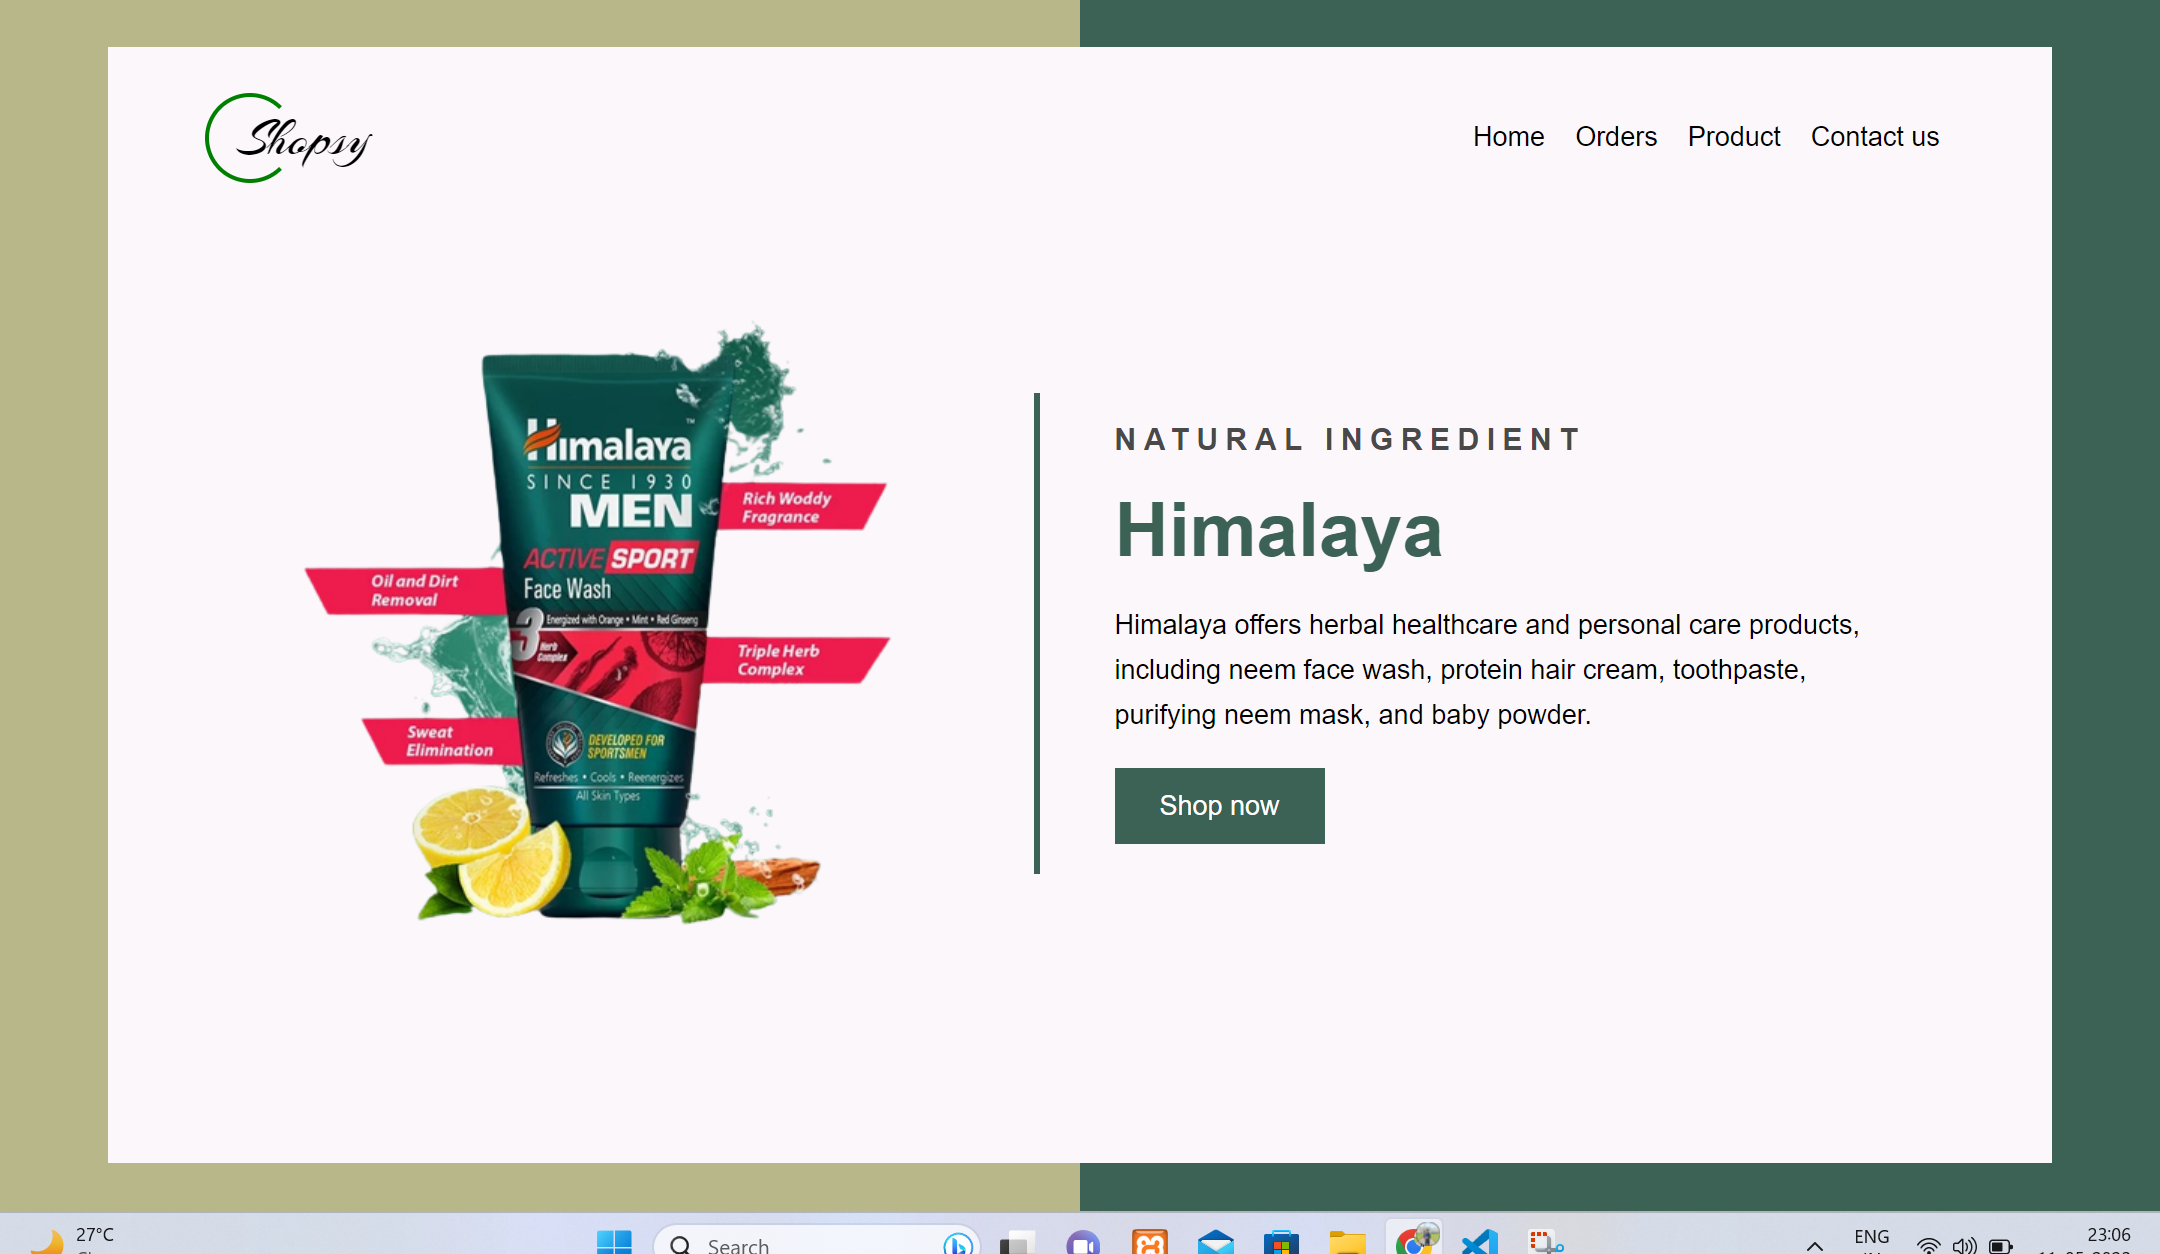 Shopsy
Home Orders Product Contact us
Himalaya™
SINCE 1930
MEN
ACTIVE SPORT
Face Wash
Energized with Orange • Mint • Red Ginseng
3 Herb
Complex
DEVELOPED FOR
SPORTSMEN
Refreshes • Cools • Reenergizes
All Skin Types
Rich Woddy
Fragrance
Oil and Dirt
Removal
Triple Herb
Complex
Sweat
Elimination
NATURAL INGREDIENT
Himalaya
Himalaya offers herbal healthcare and personal care products,
including neem face wash, protein hair cream, toothpaste,
purifying neem mask, and baby powder.
Shop now
27°C
Search
ENG
23:06